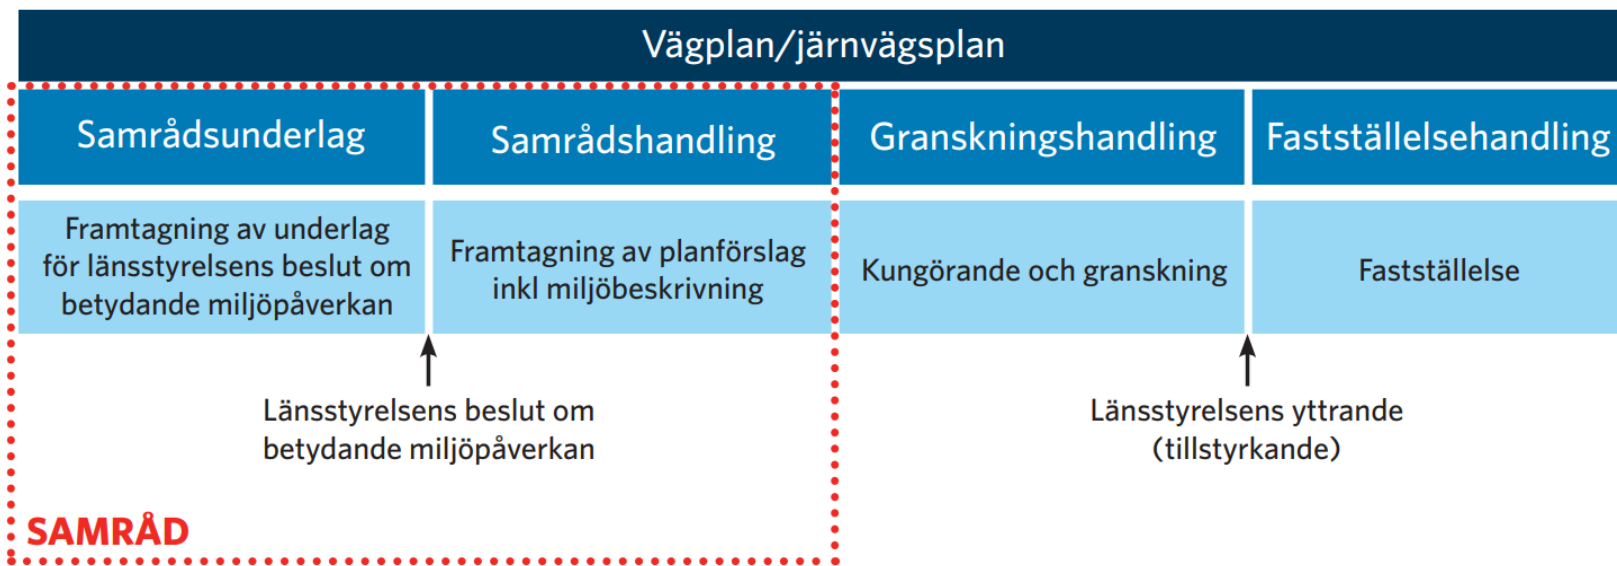 Vägplan/järnvägsplan
Samrådsunderlag
Samrådshandling
Granskningshandling
Fastställelsehandling
Framtagning av underlag
för länsstyrelsens beslut om
betydande miljöpåverkan
Framtagning av planförslag
inkl miljöbeskrivning
Kungörande och granskning
Fastställelse
Länsstyrelsens beslut om
betydande miljöpåverkan
Länsstyrelsens yttrande
(tillstyrkande)
SAMRÅD